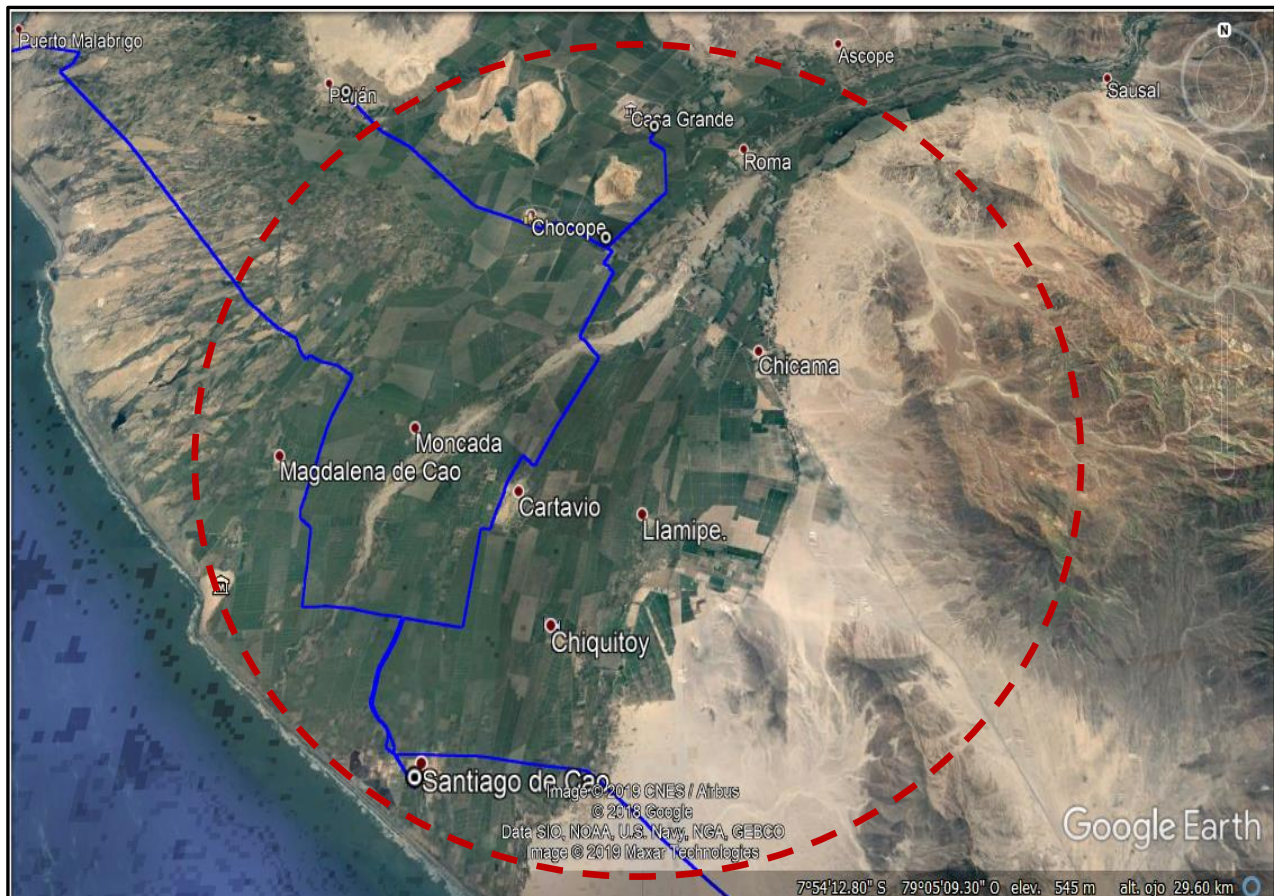 N
Puerto Malabrigo
Ascope
Paiján
Sausal
Casa Grande
Roma
Chocope
Chicama
Moncada
Magdalena de Cao
Cartavio
Llamipe.
Chiquitoy
Santiago de Cao
Image © 2019 CNES / Airbus
© 2018 Google
Data SIO, NOAA, U.S. Navy, NGA, GEBCO
Image © 2019 Maxar Technologies
Google Earth
7°54'12.80" S 79°05'09.30" O elev. 545 m alt. ojo 29.60 km